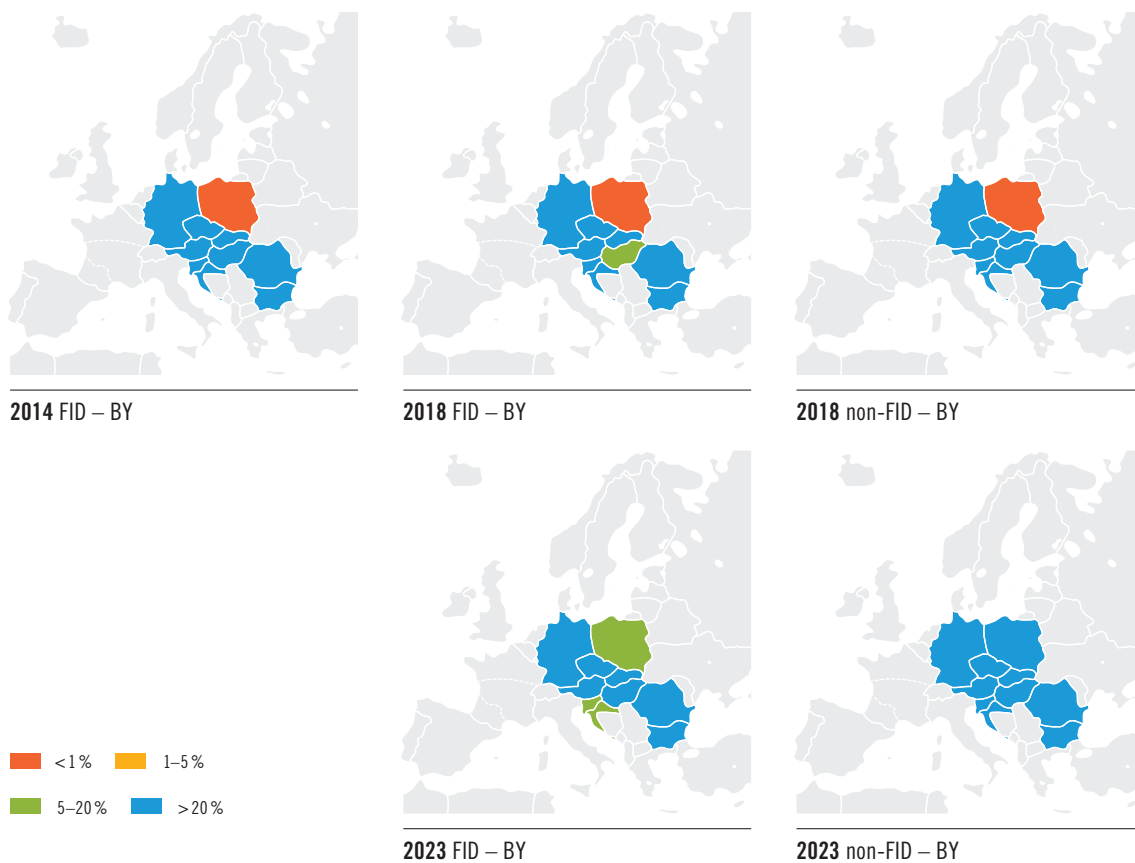 2014 FID – BY
2018 FID – BY
2018 non-FID – BY
<1 %
1–5 %
5–20 %
>20 %
2023 FID – BY
2023 non-FID – BY